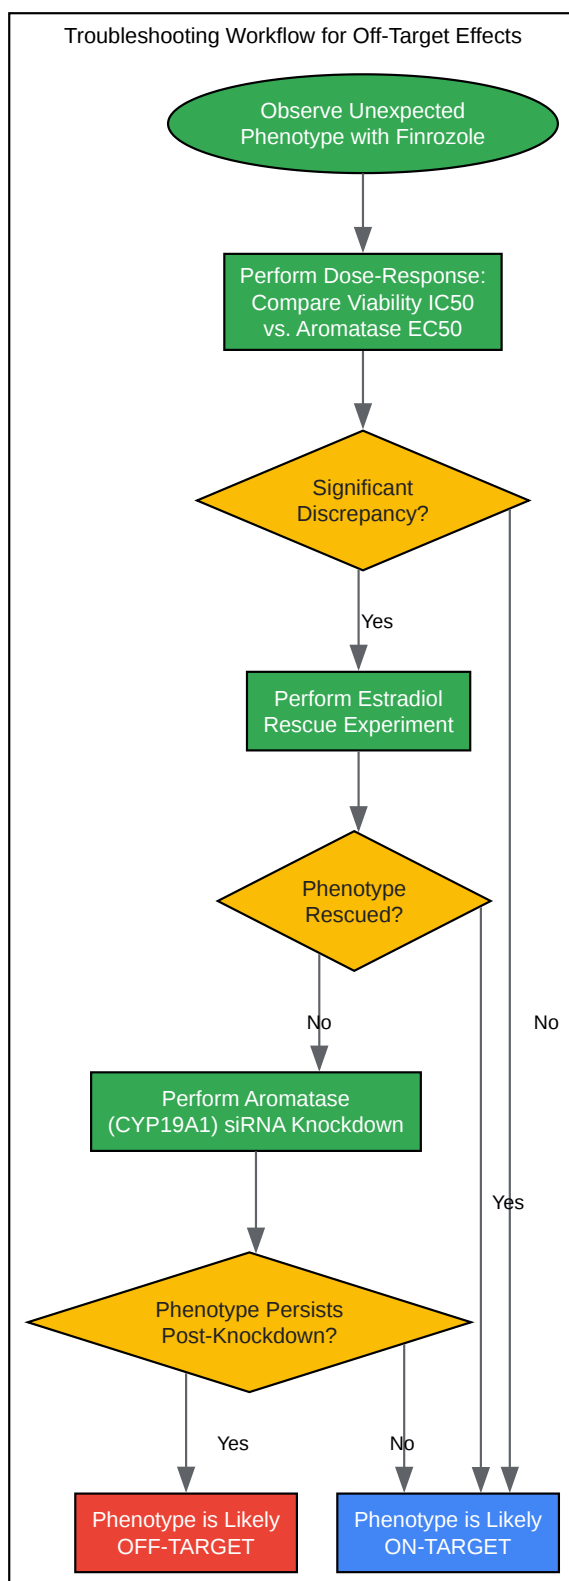 Troubleshooting Workflow for Off-Target Effects
Observe Unexpected
Phenotype with Finrozole
Perform Dose-Response:
Compare Viability IC50
vs. Aromatase EC50
Significant
Discrepancy?
Yes
Perform Estradiol
Rescue Experiment
Phenotype
Rescued?
No
No
Perform Aromatase
(CYP19A1) siRNA Knockdown
Yes
Phenotype Persists
Post-Knockdown?
Yes
No
Phenotype is Likely
OFF-TARGET
Phenotype is Likely
ON-TARGET